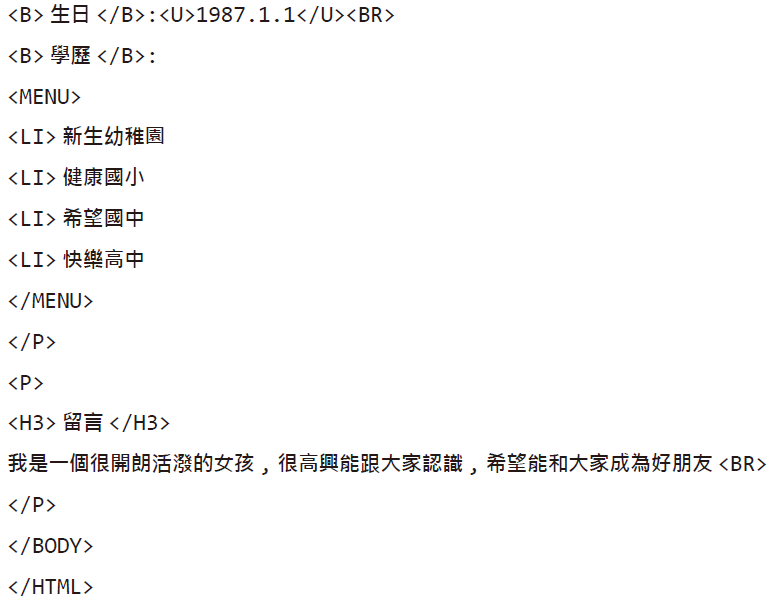 <B> 生日 </B>:<U>1987.1.1</U><BR>
<B> 學歷 </B>:
<MENU>
<LI> 新生幼稚園
<LI> 健康國小
<LI> 希望國中
<LI> 快樂高中
</MENU>
</P>
<P>
<H3> 留言 </H3>
我是一個很開朗活潑的女孩，很高興能跟大家認識，希望能和大家成為好朋友 <BR>
</P>
</BODY>
</HTML>